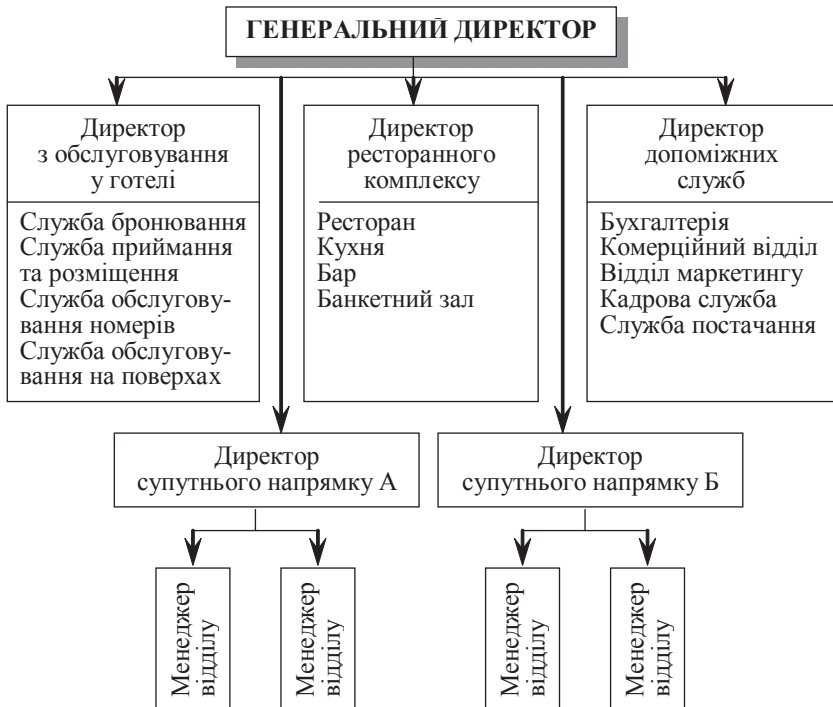 ГЕНЕРАЛЬНИЙ ДИРЕКТОР
Директор
з обслуговування
у готелі
Служба бронювання
Служба приймання
та розміщення
Служба обслугову-
вання номерів
Служба обслугову-
вання на поверхах
Директор
ресторанного
комплексу
Ресторан
Кухня
Бар
Банкетний зал
Директор
допоміжних
служб
Бухгалтерія
Комерційний відділ
Відділ маркетингу
Кадрова служба
Служба постачання
Директор
супутнього напрямку А
Директор
супутнього напрямку Б
Менеджер
відділу
Менеджер
відділу
Менеджер
відділу
Менеджер
відділу